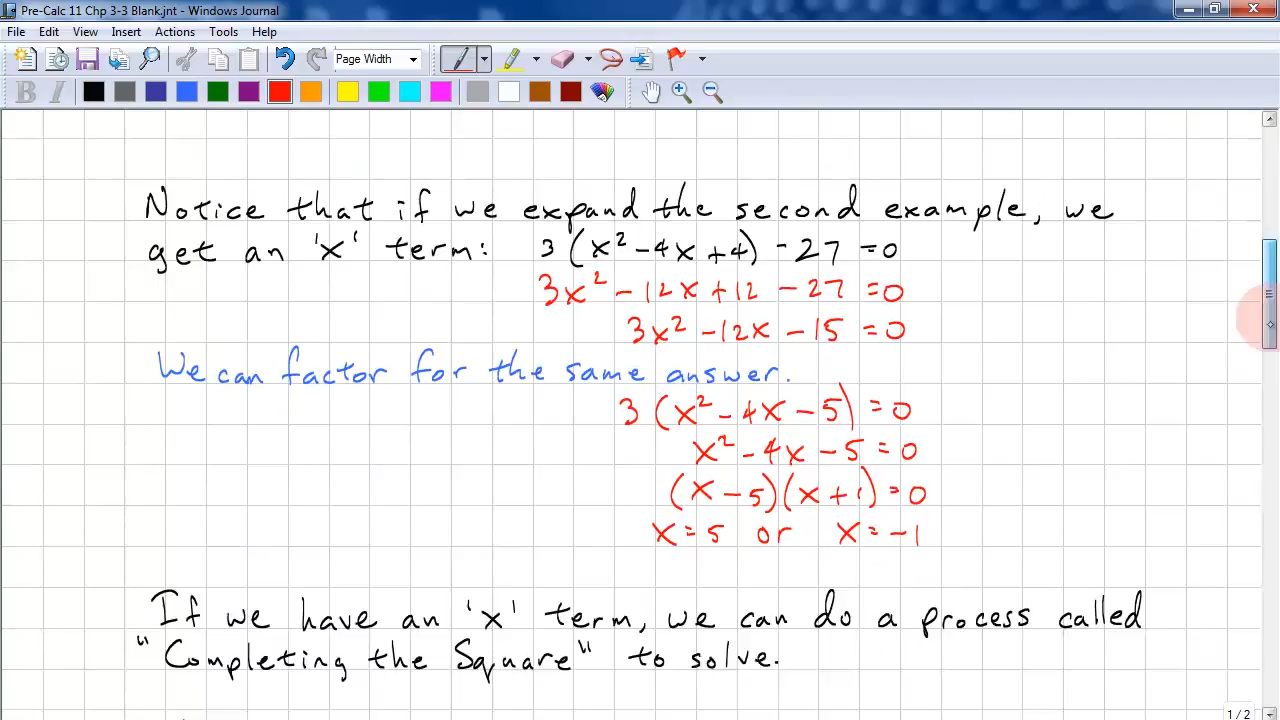 Pre-Calc 11 Chp 3-3 Blank.jnt - Windows Journal
File Edit View Insert Actions Tools Help
Page Width
B I
Notice that if we expand the second example, we
get an 'x' term: 3(x² - 4x + 4) - 27 = 0
3x² - 12x + 12 - 27 = 0
3x² - 12x - 15 = 0
We can factor for the same answer.
3(x² - 4x - 5) = 0
x² - 4x - 5 = 0
(x - 5)(x + 1) = 0
x = 5 or x = -1
If we have an 'x' term, we can do a process called
"Completing the Square" to solve.
1 / 2